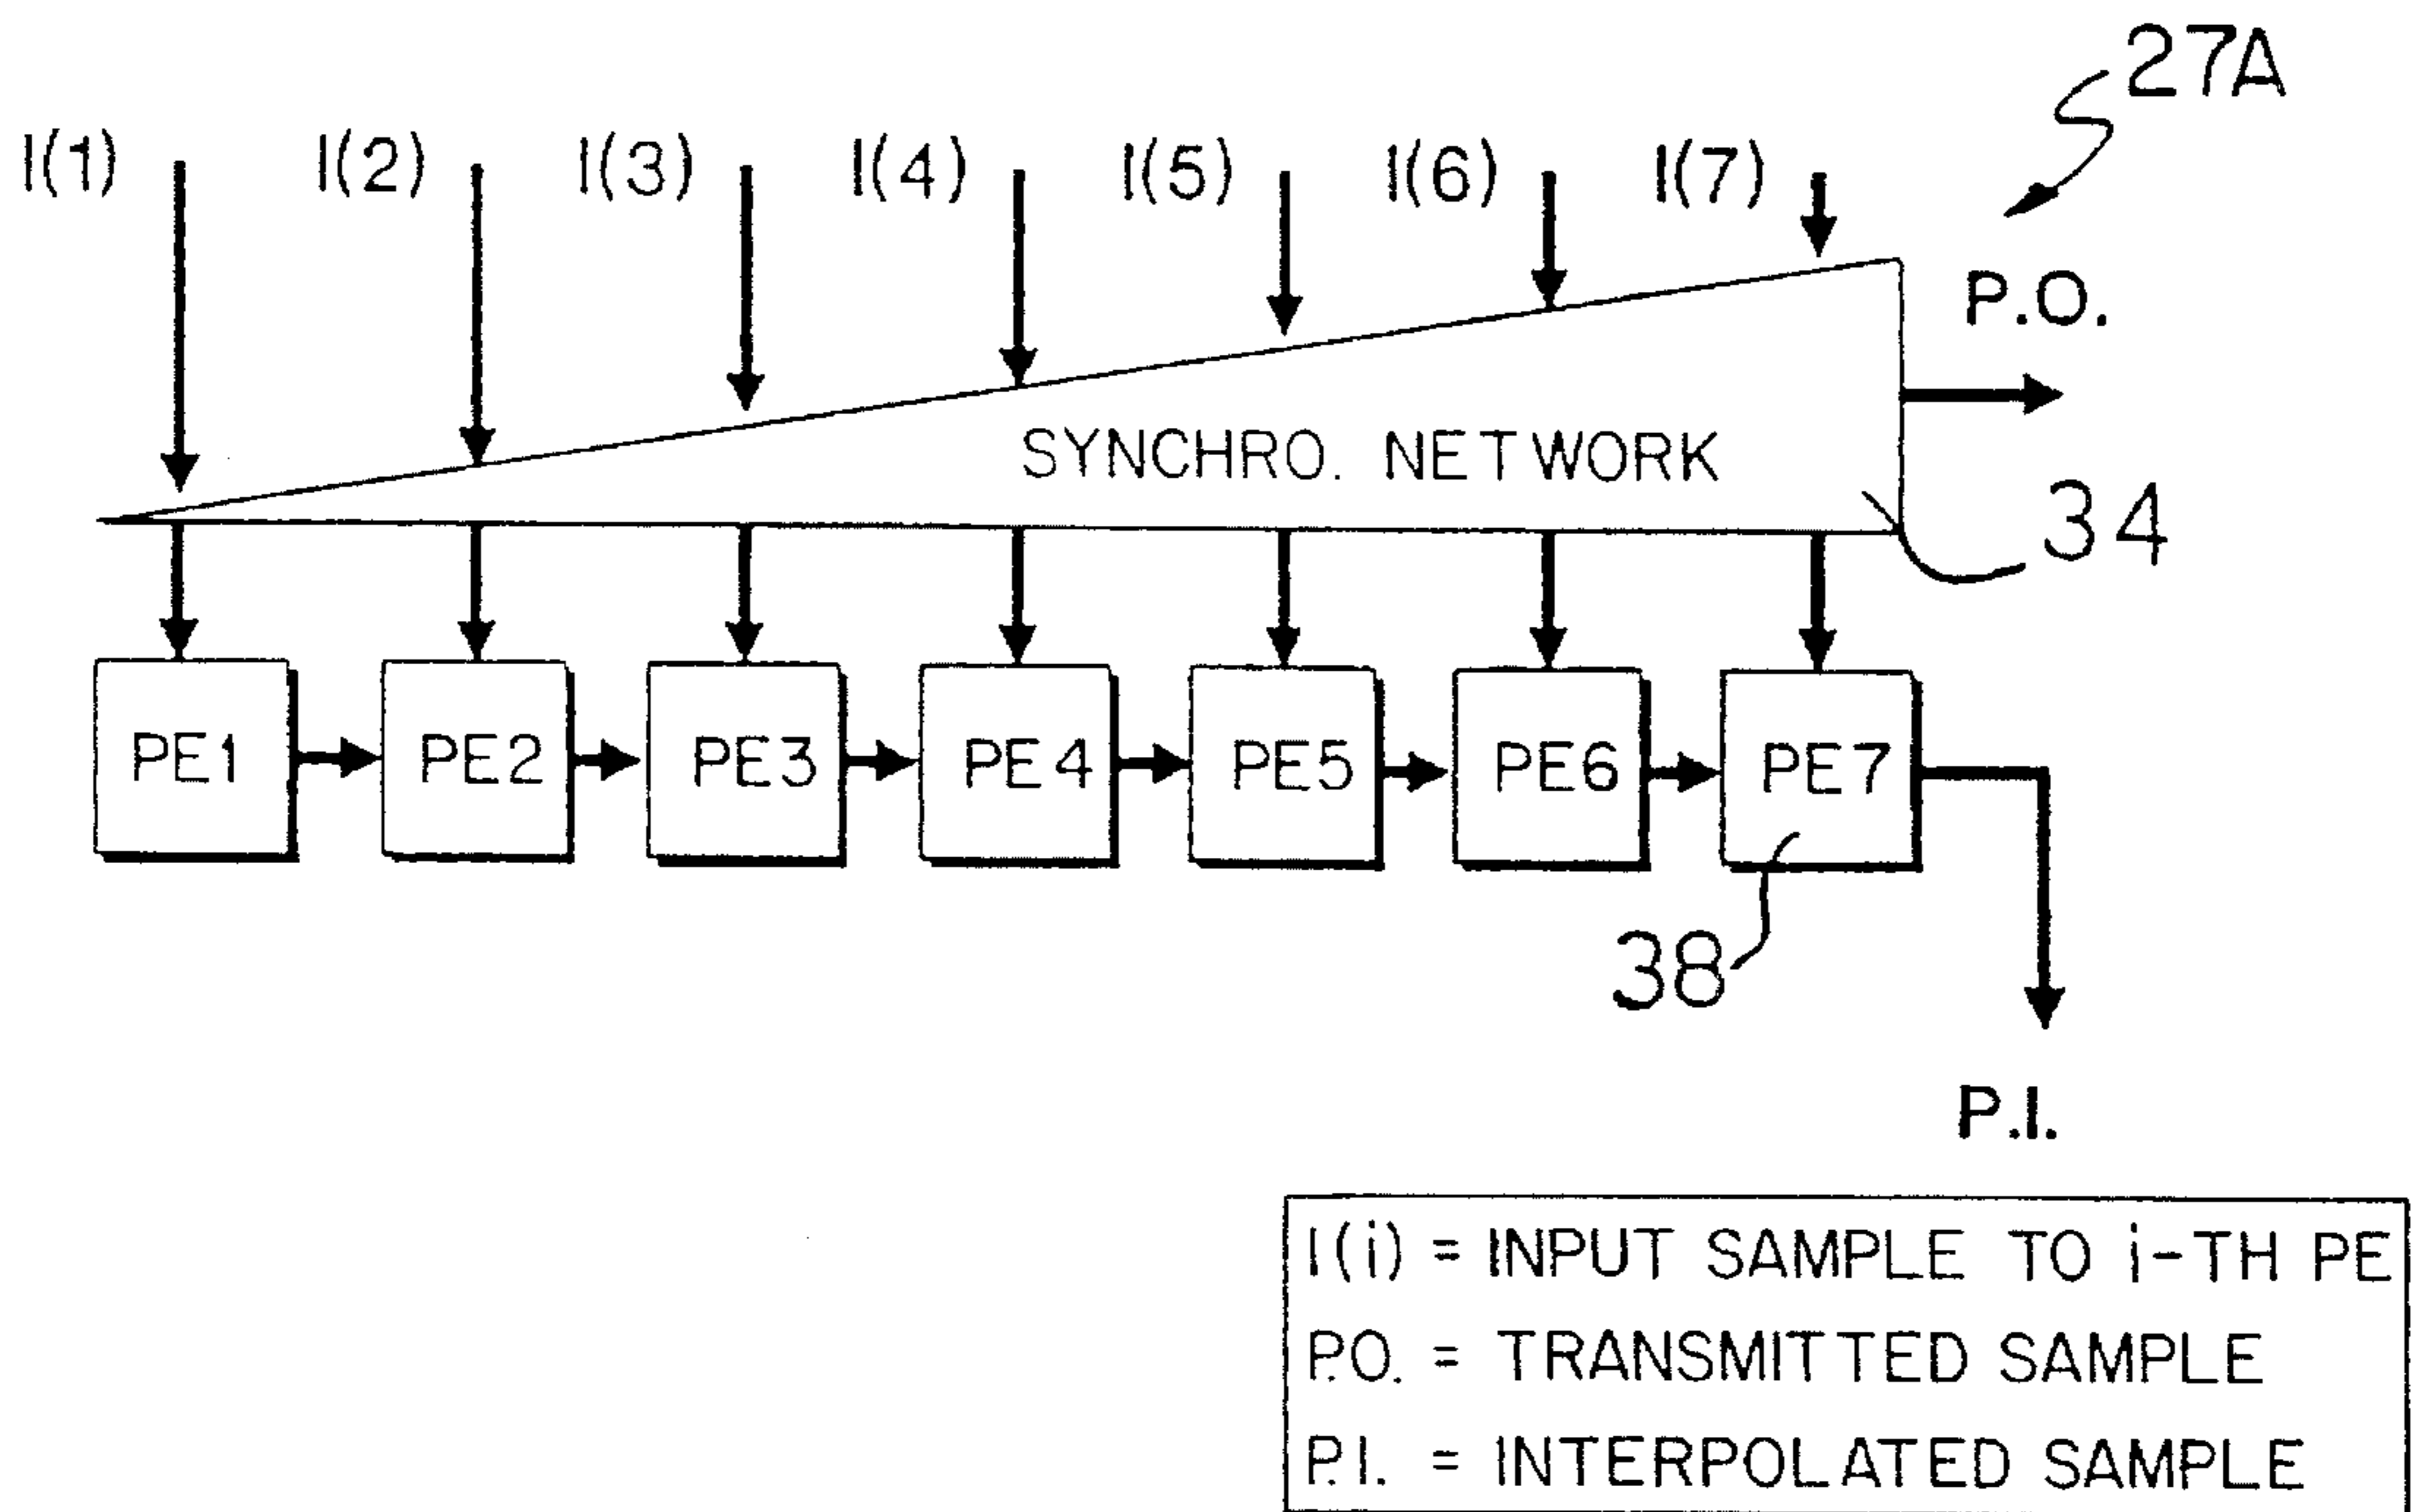 27A
I(1) I(2) I(3) I(4) I(5) I(6) I(7)
P.O.
SYNCHRO. NETWORK
34
PE1 PE2 PE3 PE4 PE5 PE6 PE7
38
P.I.
I(i) = INPUT SAMPLE TO i-TH PE
P.O. = TRANSMITTED SAMPLE
P.I. = INTERPOLATED SAMPLE